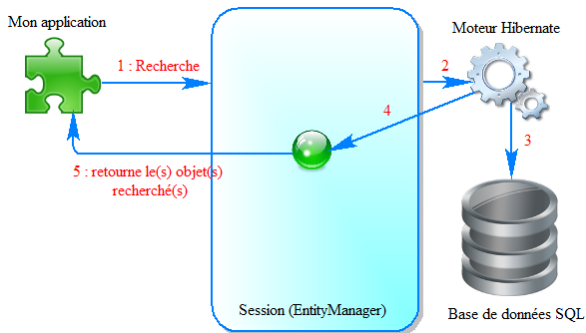 Mon application
Moteur Hibernate
1 : Recherche
2
4
3
5 : retourne le(s) objet(s)
recherché(s)
Session (EntityManager)
Base de données SQL